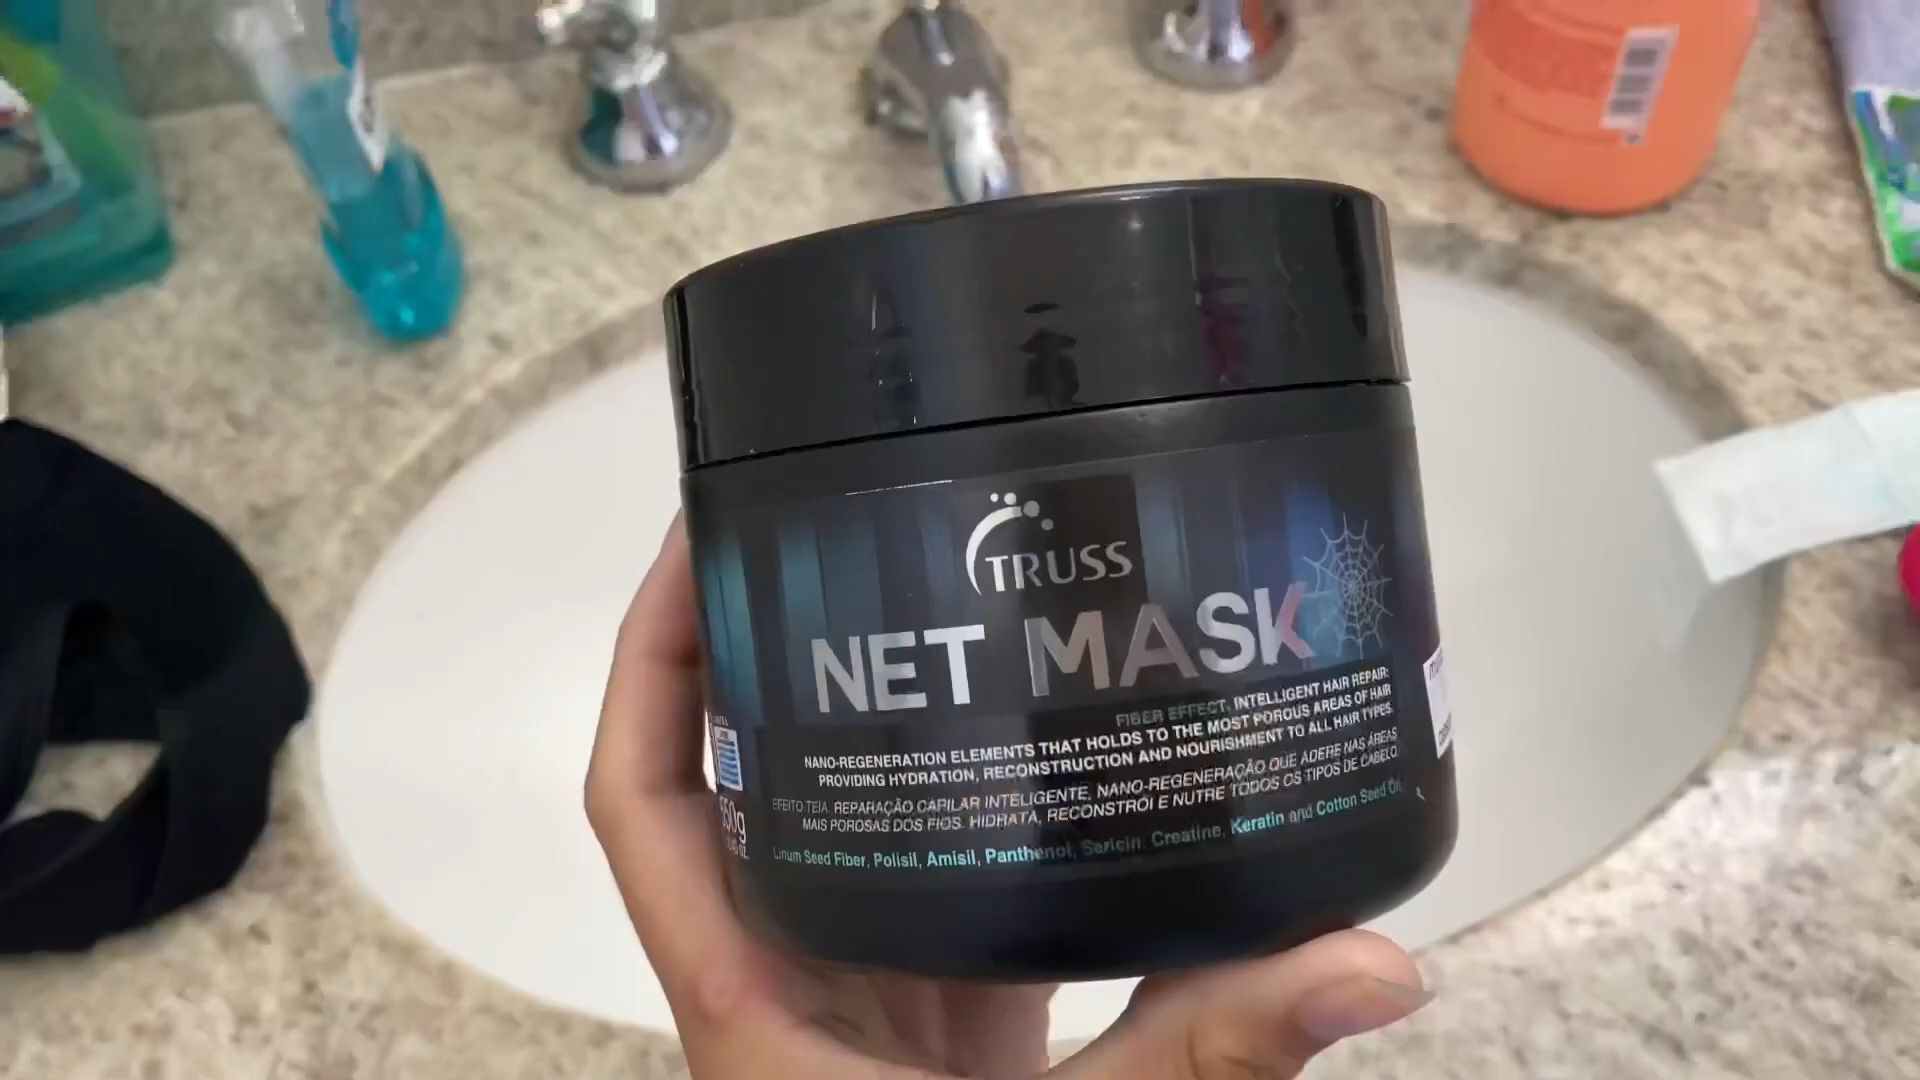 TRUSS
NET MASK
FIBER EFFECT. INTELLIGENT HAIR REPAIR:
NANO-REGENERATION ELEMENTS THAT HOLDS TO THE MOST POROUS AREAS OF HAIR
PROVIDING HYDRATION, RECONSTRUCTION AND NOURISHMENT TO ALL HAIR TYPES.
EFEITO TEIA. REPARAÇÃO CAPILAR INTELIGENTE, NANO-REGENERAÇÃO QUE ADERE NAS ÁREAS
MAIS POROSAS DOS FIOS. HIDRATA, RECONSTRÓI E NUTRE TODOS OS TIPOS DE CABELO.
Linum Seed Fiber, Polisil, Amisil, Panthenol, Sericin, Creatine, Keratin and Cotton Seed Oil